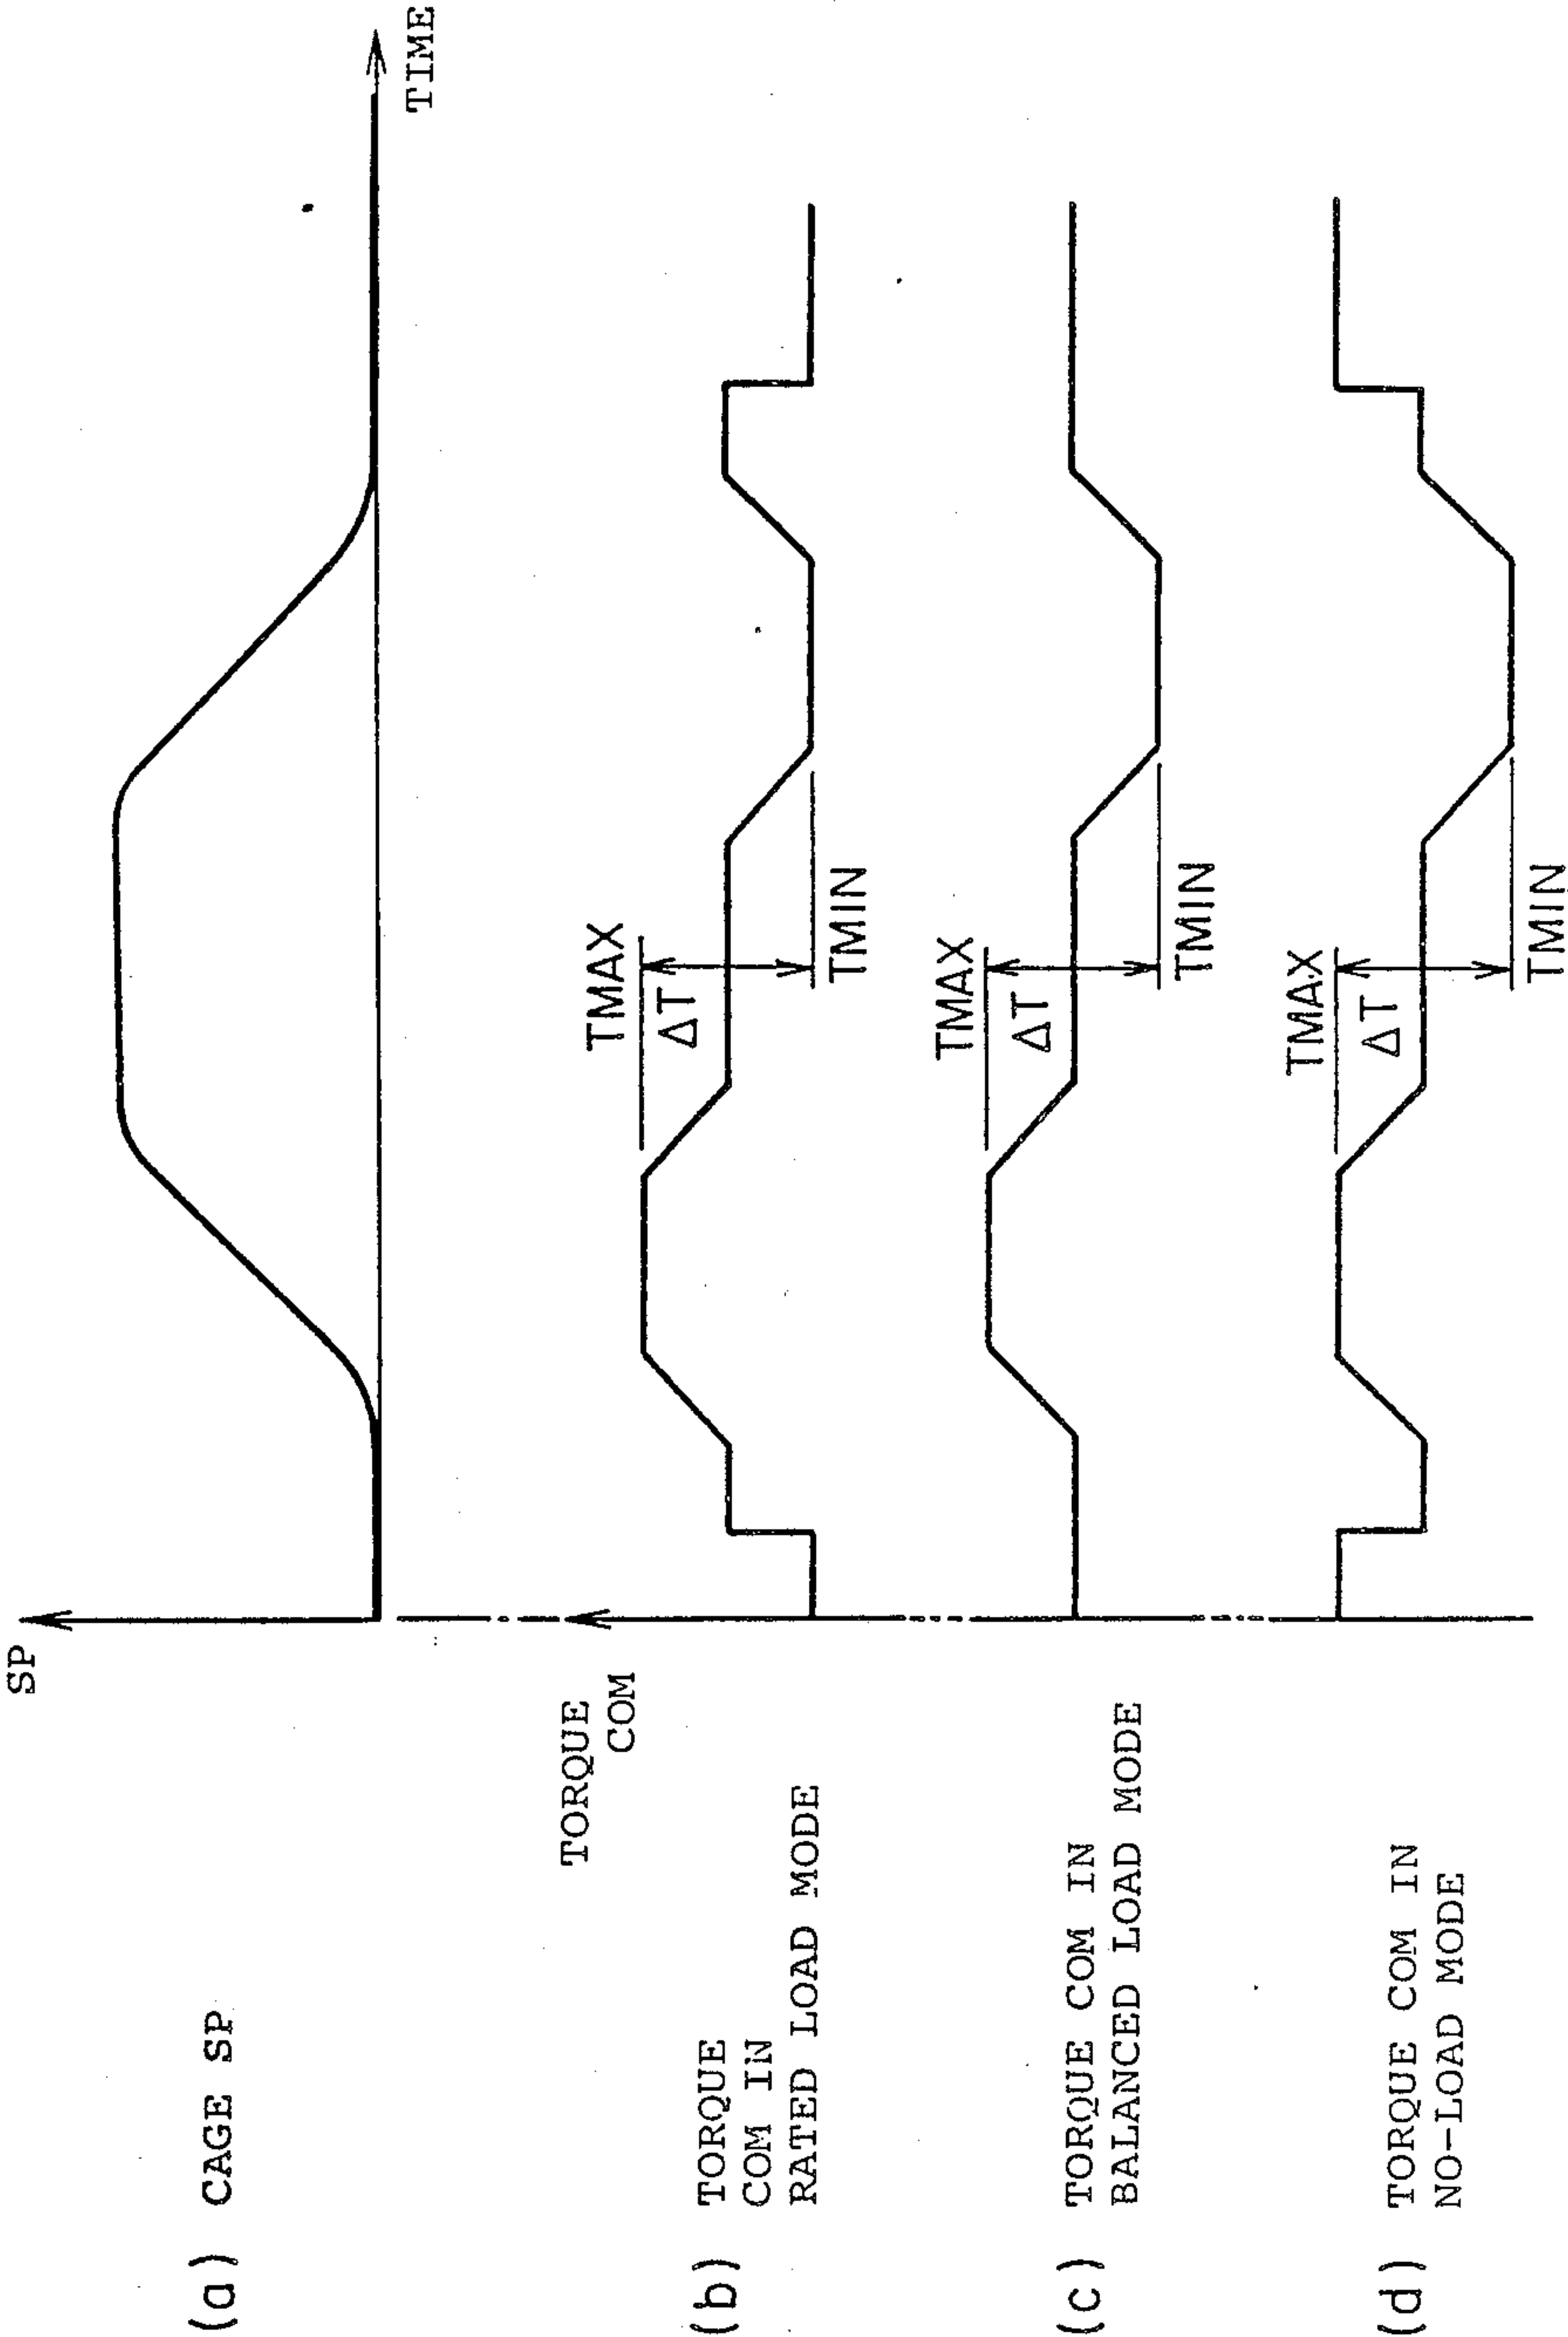 SP
TIME
(a) CAGE SP
TORQUE
COM
(b) TORQUE
COM IN
RATED LOAD MODE
TMAX
ΔT
TMIN
(c) TORQUE COM IN
BALANCED LOAD MODE
TMAX
ΔT
TMIN
(d) TORQUE COM IN
NO-LOAD MODE
TMAX
ΔT
TMIN